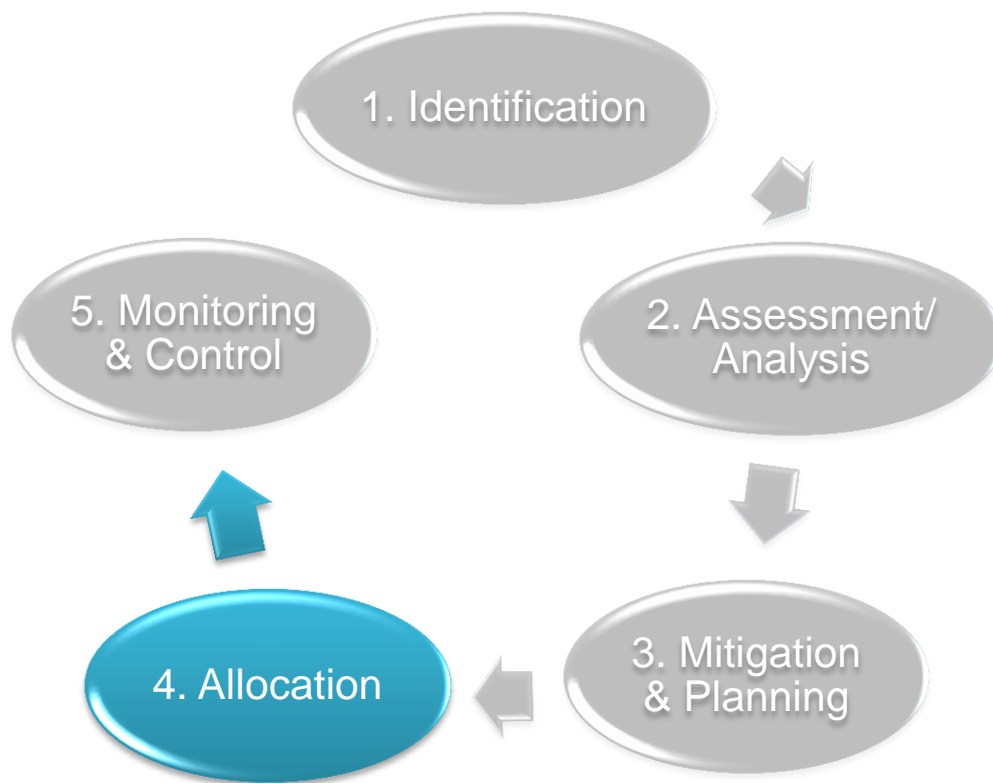 1. Identification
2. Assessment/
Analysis
3. Mitigation
& Planning
4. Allocation
5. Monitoring
& Control